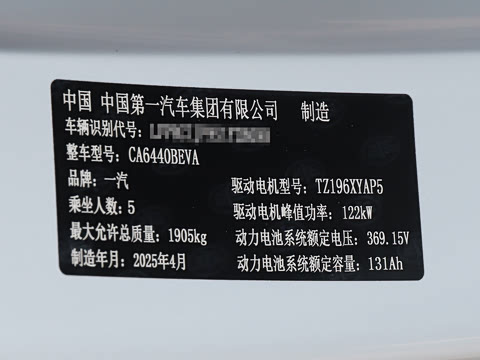 中国 中国第一汽车集团有限公司 制造
车辆识别代号:
整车型号: CA6440BEVA
品牌: 一汽 驱动电机型号: TZ196XYAP5
乘坐人数: 5 驱动电机峰值功率: 122kW
最大允许总质量: 1905kg 动力电池系统额定电压: 369.15V
制造年月: 2025年4月 动力电池系统额定容量: 131Ah